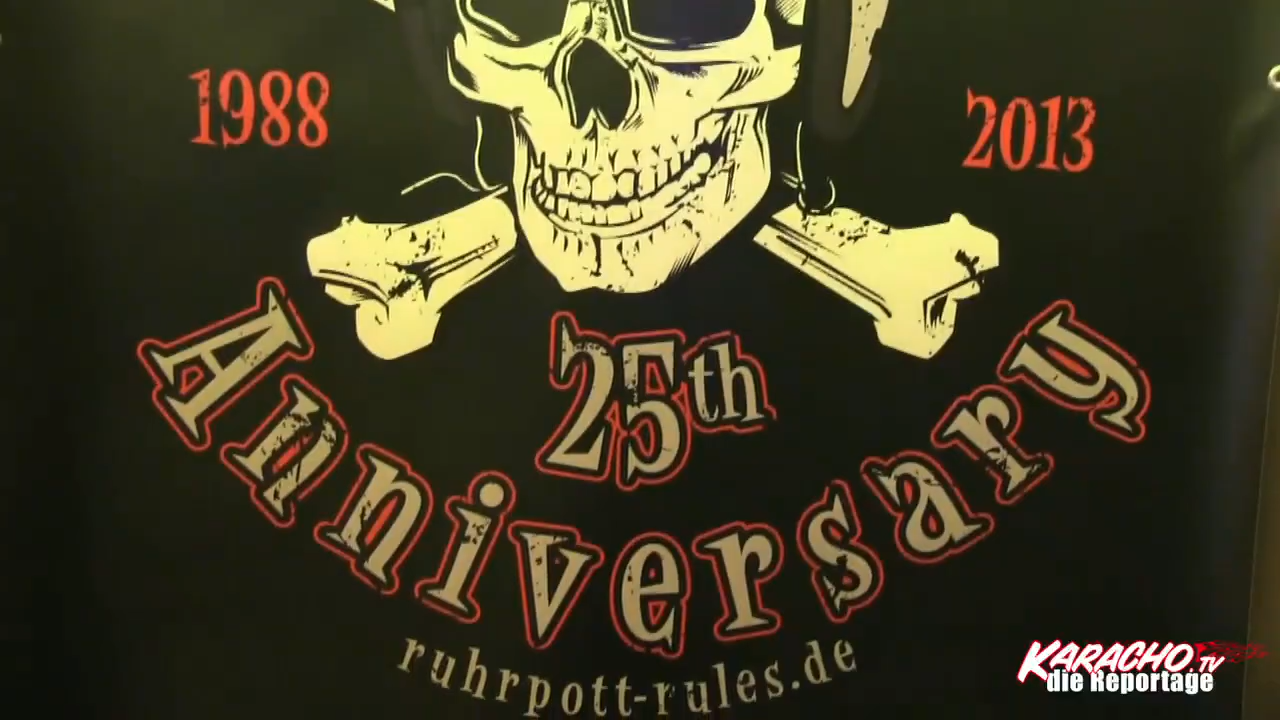 1988
2013
25th
Anniversary
ruhrpott-rules.de
KARACHO.TV
die Reportage